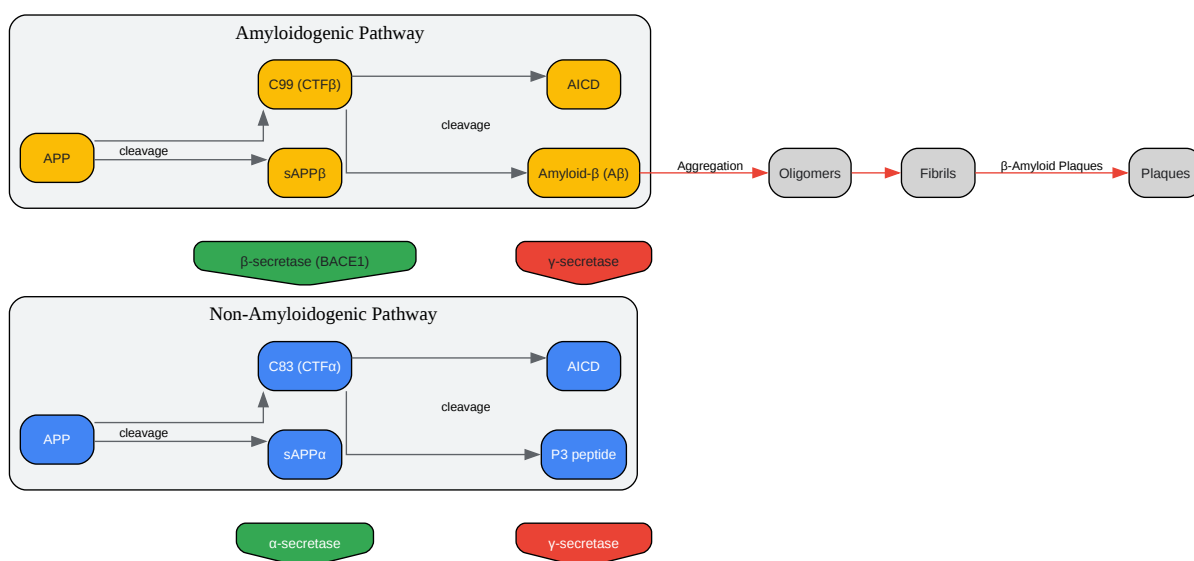 Amyloidogenic Pathway
C99 (CTFβ)
AICD
cleavage
APP
cleavage
sAPPβ
Amyloid-β (Aβ)
Aggregation
Oligomers
Fibrils
β-Amyloid Plaques
Plaques
β-secretase (BACE1)
γ-secretase
Non-Amyloidogenic Pathway
C83 (CTFα)
AICD
cleavage
APP
cleavage
sAPPα
P3 peptide
α-secretase
γ-secretase